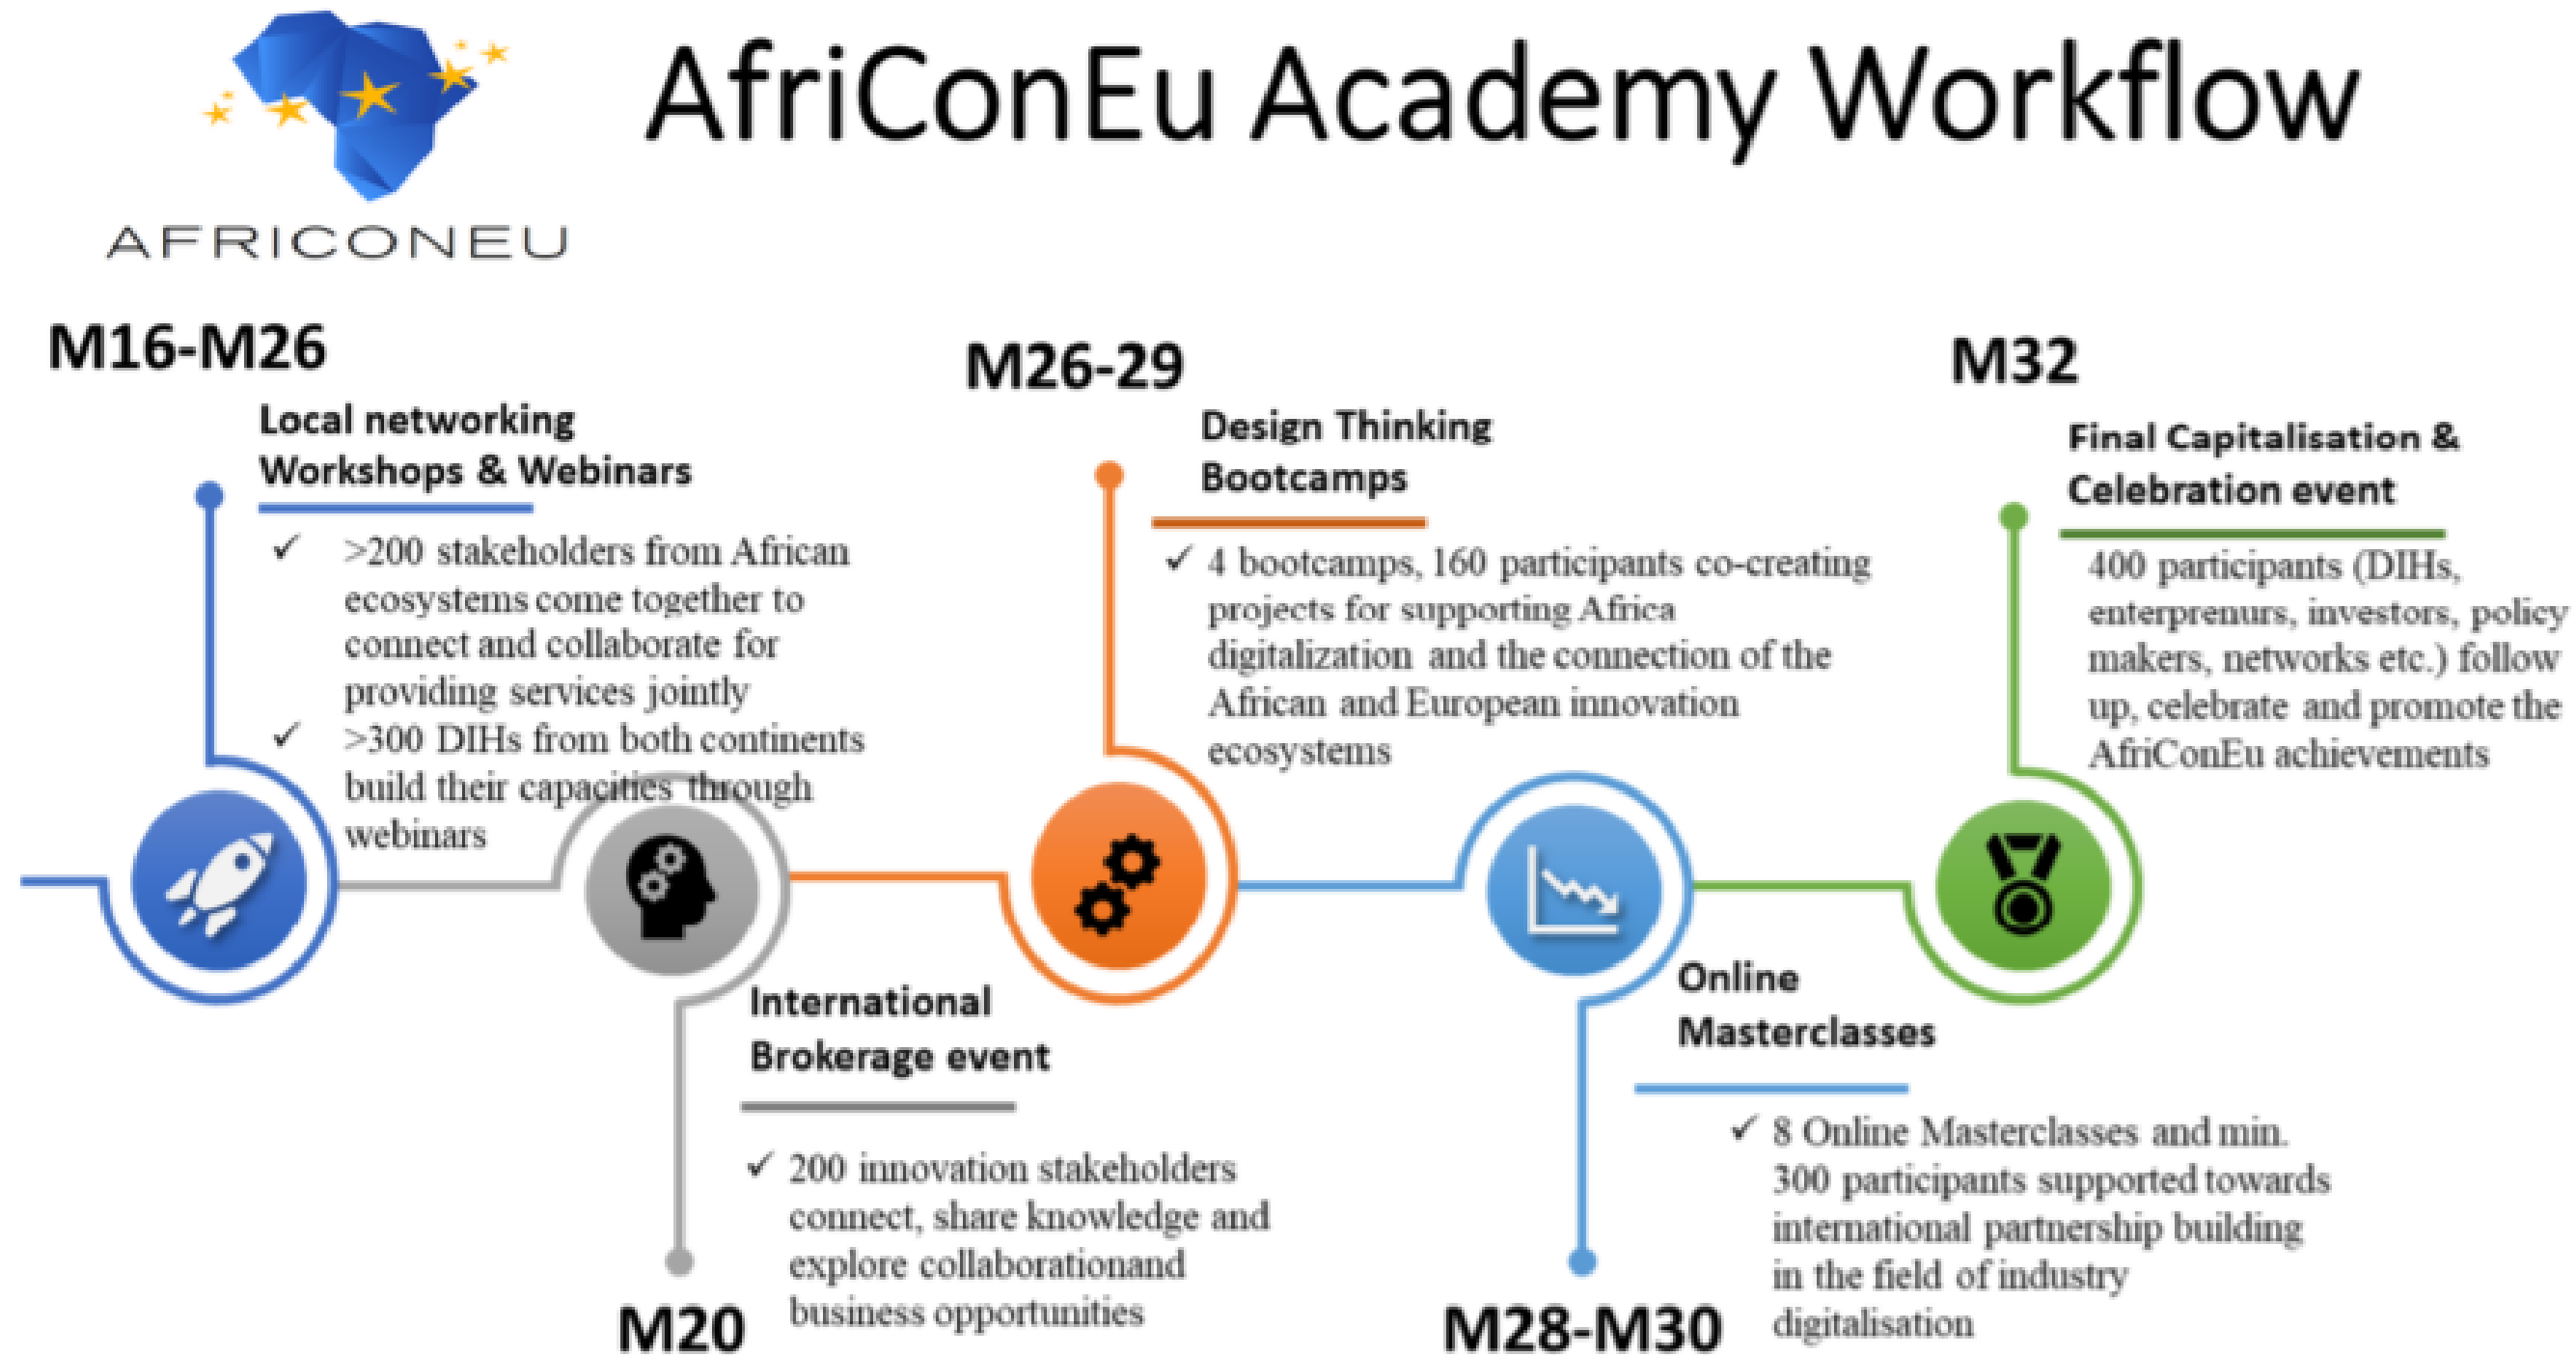 AfriConEu Academy Workflow
AFRICONEU
M16-M26
Local networking
Workshops & Webinars
✓ >200 stakeholders from African
ecosystems come together to
connect and collaborate for
providing services jointly
✓ >300 DIHs from both continents
build their capacities through
webinars
International
Brokerage event
✓ 200 innovation stakeholders
connect, share knowledge and
explore collaborationand
business opportunities
M20
M26-29
Design Thinking
Bootcamps
✓ 4 bootcamps, 160 participants co-creating
projects for supporting Africa
digitalization and the connection of the
African and European innovation
ecosystems
Online
Masterclasses
✓ 8 Online Masterclasses and min.
300 participants supported towards
international partnership building
in the field of industry
digitalisation
M28-M30
M32
Final Capitalisation &
Celebration event
400 participants (DIHs,
enterprenurs, investors, policy
makers, networks etc.) follow
up, celebrate and promote the
AfriConEu achievements